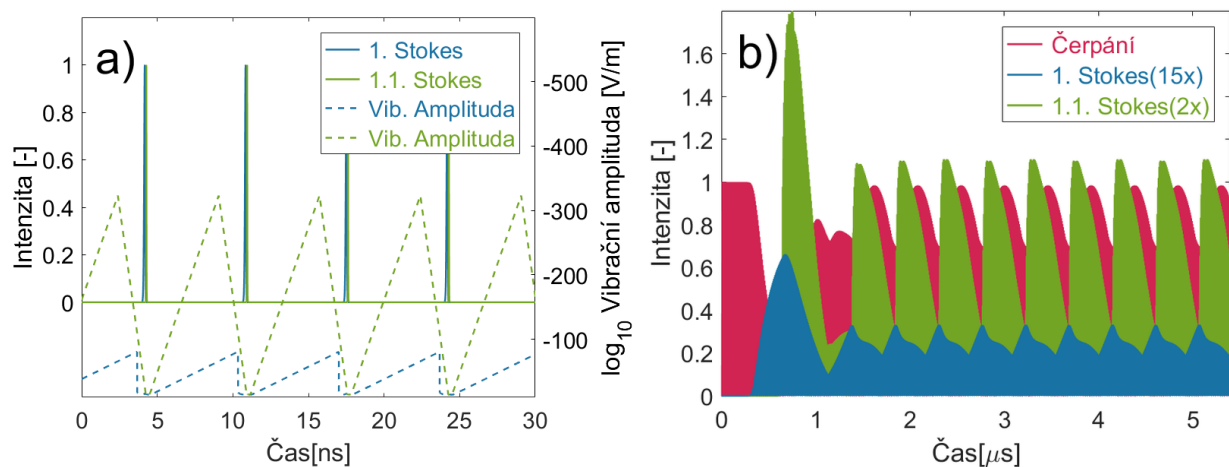 a)
1. Stokes
1.1. Stokes
Vib. Amplituda
Vib. Amplituda
Intenzita [-]
1
0.8
0.6
0.4
0.2
0
-500
-400
-300
-200
-100
log10 Vibrační amplituda [V/m]
0 5 10 15 20 25 30
Čas[ns]
b)
Čerpání
1. Stokes(15x)
1.1. Stokes(2x)
Intenzita [-]
1.6
1.4
1.2
1
0.8
0.6
0.4
0.2
0
0 1 2 3 4 5
Čas[μs]